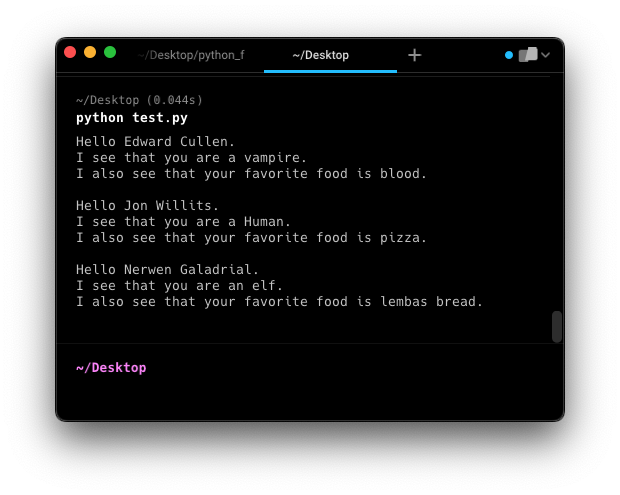 ~/Desktop/python_f
~/Desktop
~/Desktop (0.044s)
python test.py
Hello Edward Cullen.
I see that you are a vampire.
I also see that your favorite food is blood.
Hello Jon Willits.
I see that you are a Human.
I also see that your favorite food is pizza.
Hello Nerwen Galadrial.
I see that you are an elf.
I also see that your favorite food is lembas bread.
~/Desktop